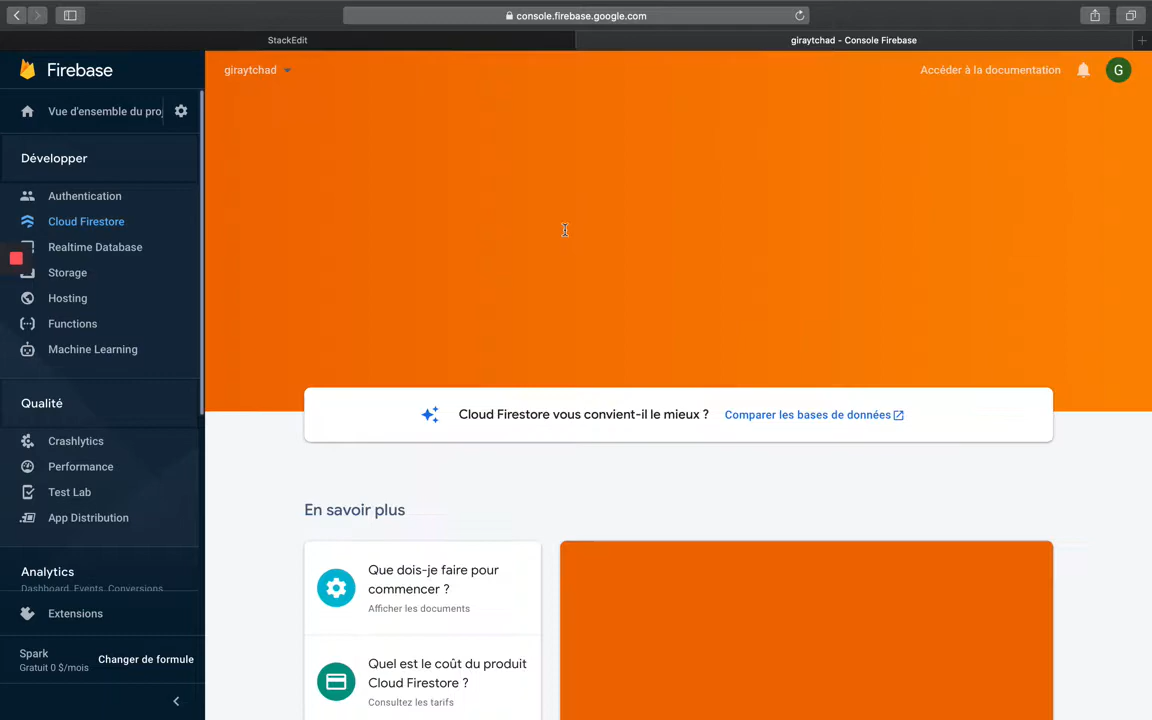 console.firebase.google.com
StackEdit
giraytchad - Console Firebase
Firebase
giraytchad
Accéder à la documentation
G
Vue d'ensemble du pro
Développer
Authentication
Cloud Firestore
Realtime Database
Storage
Hosting
Functions
Machine Learning
Qualité
Crashlytics
Performance
Test Lab
App Distribution
Analytics
Dashboard, Events, Conversions
Extensions
Spark
Gratuit 0 $/mois
Changer de formule
Cloud Firestore vous convient-il le mieux ?
Comparer les bases de données
En savoir plus
Que dois-je faire pour
commencer ?
Afficher les documents
Quel est le coût du produit
Cloud Firestore ?
Consultez les tarifs